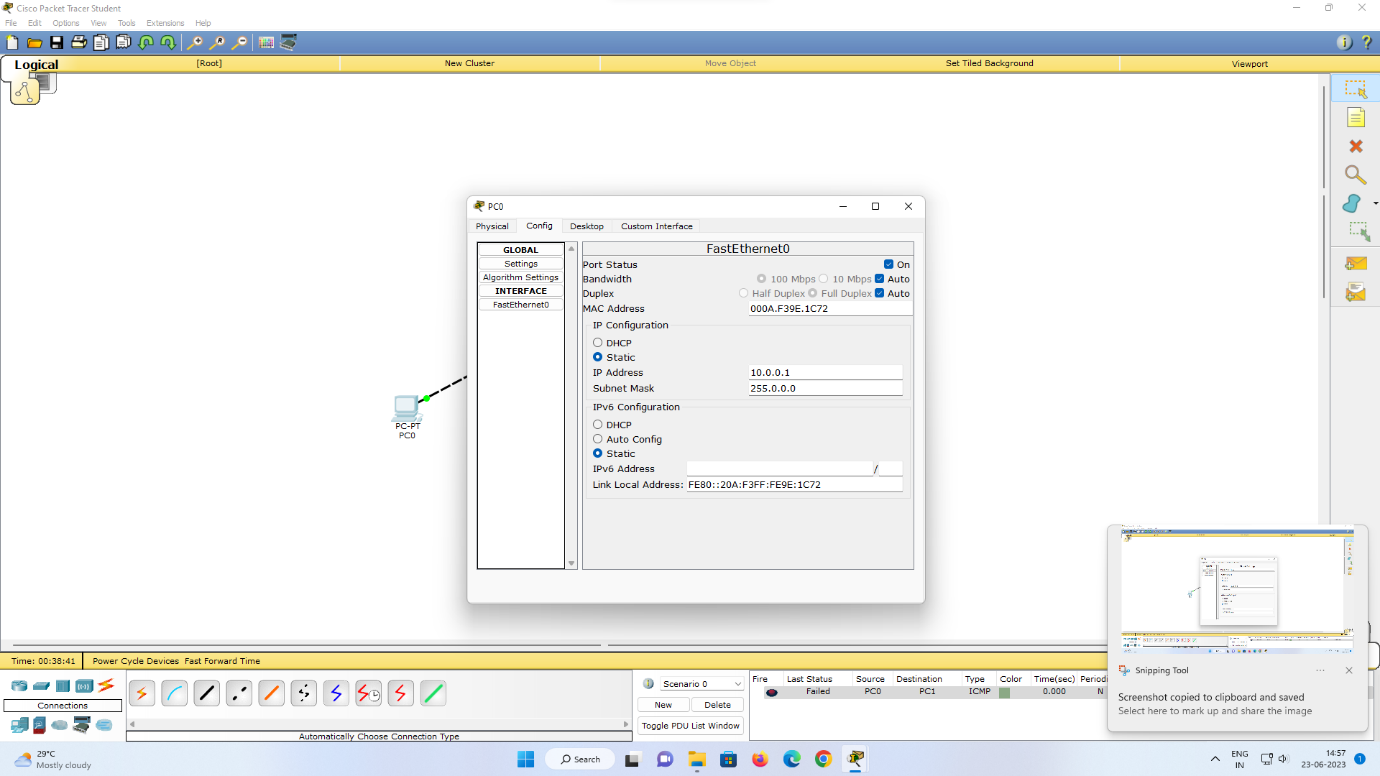 Cisco Packet Tracer Student
File Edit Options View Tools Extensions Help
Logical [Root] New Cluster Move Object Set Tiled Background Viewport
PC0
Physical Config Desktop Custom Interface
GLOBAL
Settings
Algorithm Settings
INTERFACE
FastEthernet0
FastEthernet0
Port Status On
Bandwidth 100 Mbps 10 Mbps Auto
Duplex Half Duplex Full Duplex Auto
MAC Address 000A.F39E.1C72
IP Configuration
DHCP
Static
IP Address 10.0.0.1
Subnet Mask 255.0.0.0
IPv6 Configuration
DHCP
Auto Config
Static
IPv6 Address /
Link Local Address: FE80::20A:F3FF:FE9E:1C72
PC-PT
PC0
Time: 00:38:41 Power Cycle Devices Fast Forward Time
Connections
Automatically Choose Connection Type
Scenario 0
New Delete
Toggle PDU List Window
Fire Last Status Source Destination Type Color Time(sec) Periodi
Failed PC0 PC1 ICMP 0.000 N
Snipping Tool
Screenshot copied to clipboard and saved
Select here to mark up and share the image
29°C
Mostly cloudy
Search
ENG
IN
14:57
23-06-2023
1